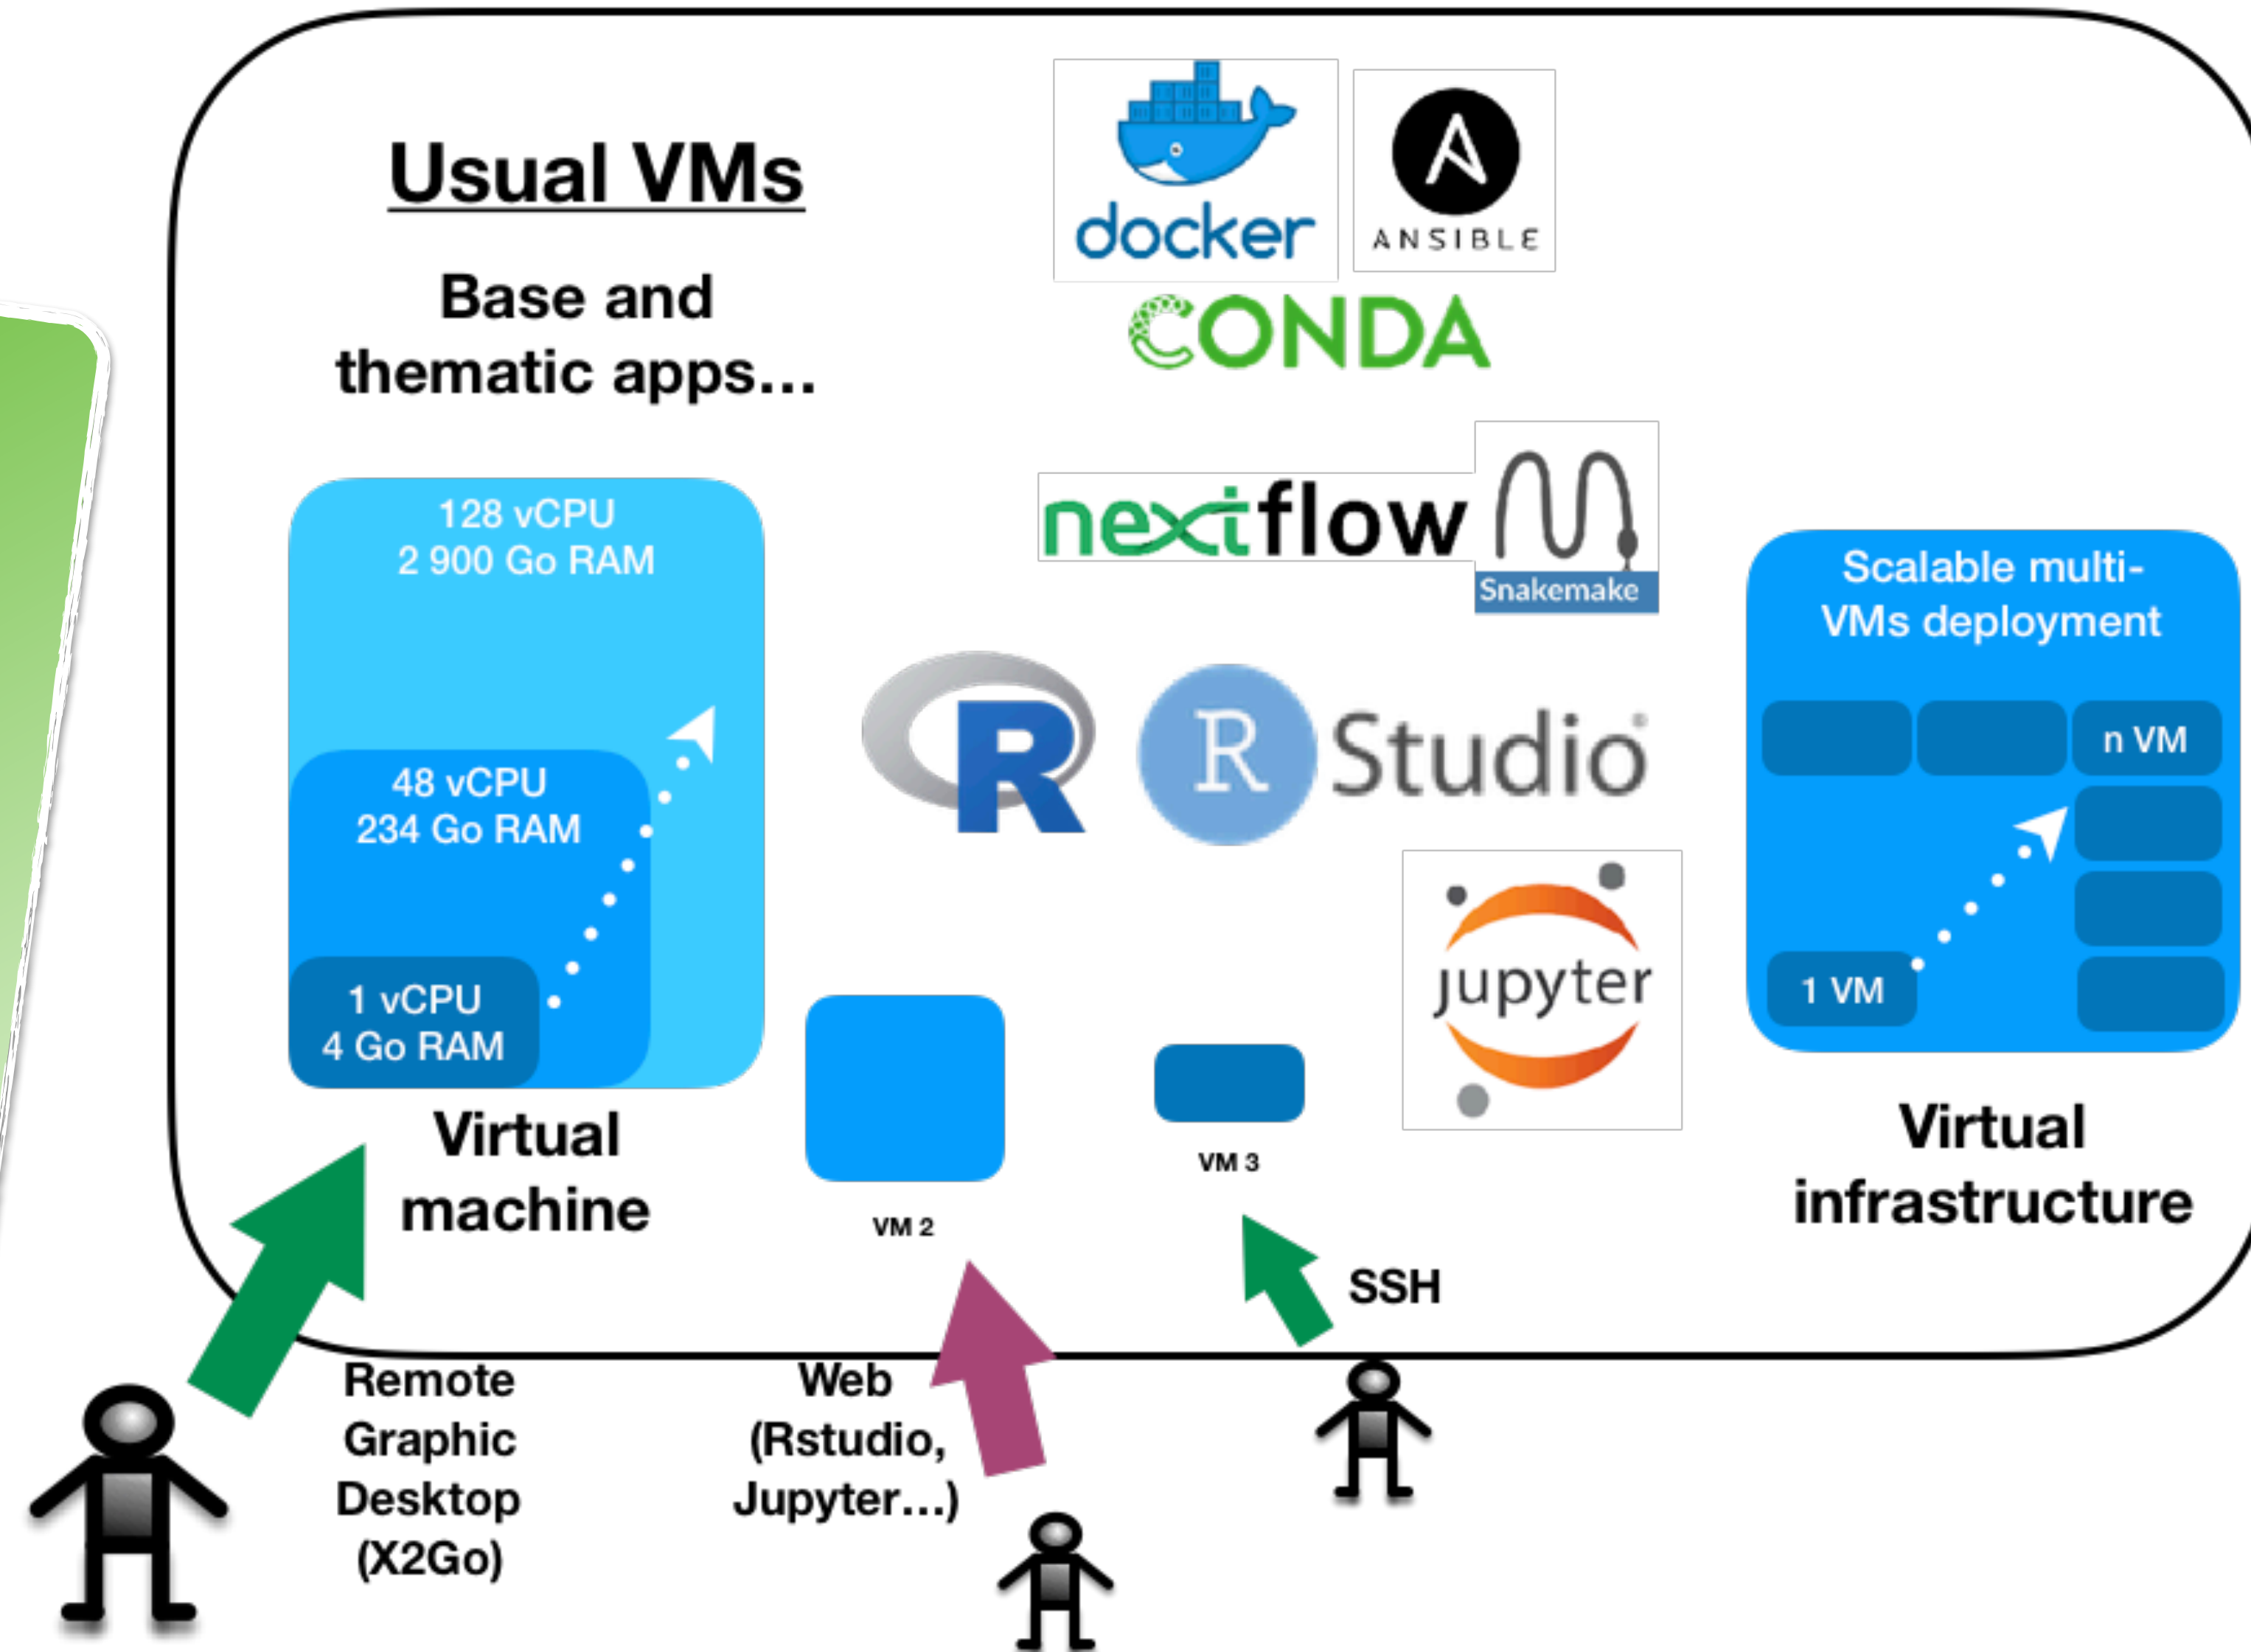 Usual VMs
Base and
thematic apps...
docker
ANSIBLE
CONDA
nextflow
Snakemake
R
R Studio
jupyter
128 vCPU
2 900 Go RAM
48 vCPU
234 Go RAM
1 vCPU
4 Go RAM
Virtual
machine
VM 2
VM 3
Scalable multi-
VMs deployment
n VM
1 VM
Virtual
infrastructure
SSH
Remote
Graphic
Desktop
(X2Go)
Web
(Rstudio,
Jupyter...)